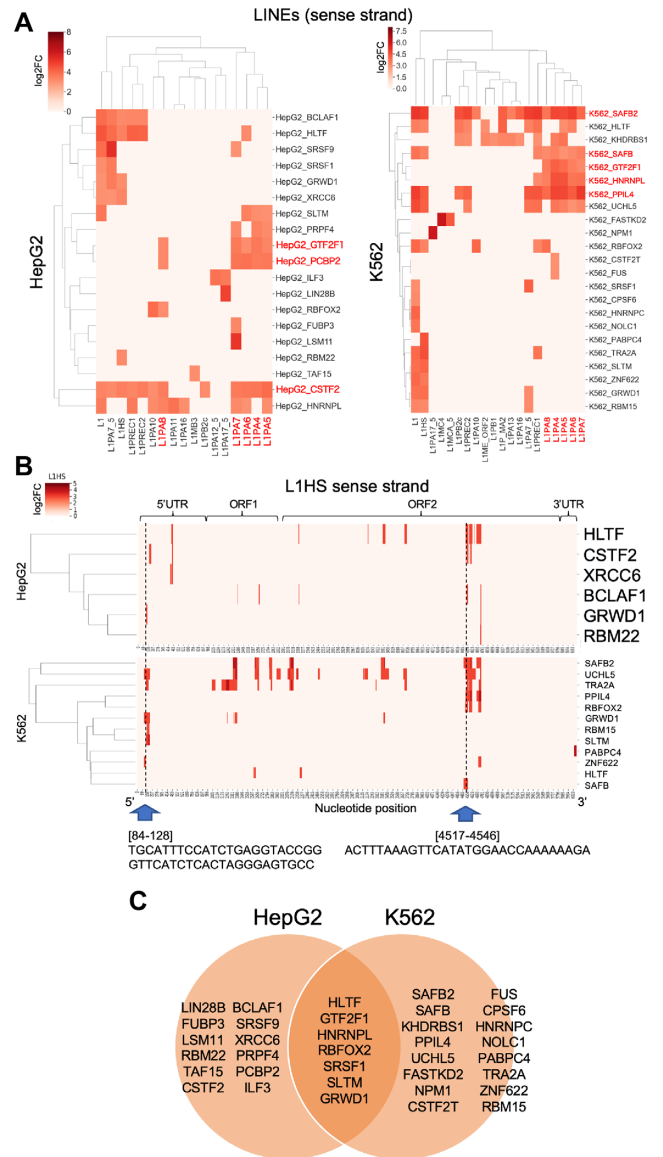 A
LINEs (sense strand)
log2FC
8
6
4
2
0
log2FC
7.5
5.0
2.5
0.0
HepG2
HepG2_BCLAF1
HepG2_HLTF
HepG2_SRSF9
HepG2_SRSF1
HepG2_GRWD1
HepG2_XRCC6
HepG2_SLTM
HepG2_PRPF4
HepG2_GTF2F1
HepG2_PCBP2
HepG2_ILF3
HepG2_LIN28B
HepG2_RBFOX2
HepG2_FUBP3
HepG2_LSM11
HepG2_RBM22
HepG2_TAF15
HepG2_CSTF2
HepG2_HNRNPL
L1
L1PA7_5
L1HS
L1PREC1
L1PREC2
L1PA10
L1PA8
L1PA11
L1PA16
L1MB3
L1PB2c
L1PA12_5
L1PA17_5
L1PA7
L1PA6
L1PA4
L1PA5
K562
K562_SAFB2
K562_HLTF
K562_KHDRBS1
K562_SAFB
K562_GTF2F1
K562_HNRNPL
K562_PPIL4
K562_UCHL5
K562_FASTKD2
K562_NPM1
K562_RBFOX2
K562_CSTF2T
K562_FUS
K562_SRSF1
K562_CPSF6
K562_HNRNPC
K562_NOLC1
K562_PABPC4
K562_TRA2A
K562_SLTM
K562_ZNF622
K562_GRWD1
K562_RBM15
L1
L1HS
L1PA17_5
L1MC4
L1MCA_5
L1PB2c
L1PREC2
L1PA10
L1ME_ORF2
L1PB1
L1P_MA2
L1PA13
L1PA16
L1PA7_5
L1PREC1
L1PA8
L1PA4
L1PA5
L1PA6
L1PA7
B
L1HS
log2FC
5
4
3
2
1
0
L1HS sense strand
5'UTR
ORF1
ORF2
3'UTR
HepG2
HLTF
CSTF2
XRCC6
BCLAF1
GRWD1
RBM22
K562
SAFB2
UCHL5
TRA2A
PPIL4
RBFOX2
GRWD1
RBM15
SLTM
PABPC4
ZNF622
HLTF
SAFB
5'
Nucleotide position
3'
[84-128]
TGCATTTCCATCTGAGGTACCGG
GTTCATCTCACTAGGGAGTGCC
[4517-4546]
ACTTTAAAGTTCATATGGAACCAAAAAAGA
C
HepG2
K562
LIN28B BCLAF1
FUBP3 SRSF9
LSM11 XRCC6
RBM22 PRPF4
TAF15 PCBP2
CSTF2 ILF3
HLTF
GTF2F1
HNRNPL
RBFOX2
SRSF1
SLTM
GRWD1
SAFB2 FUS
SAFB CPSF6
KHDRBS1 HNRNPC
PPIL4 NOLC1
UCHL5 PABPC4
FASTKD2 TRA2A
NPM1 ZNF622
CSTF2T RBM15